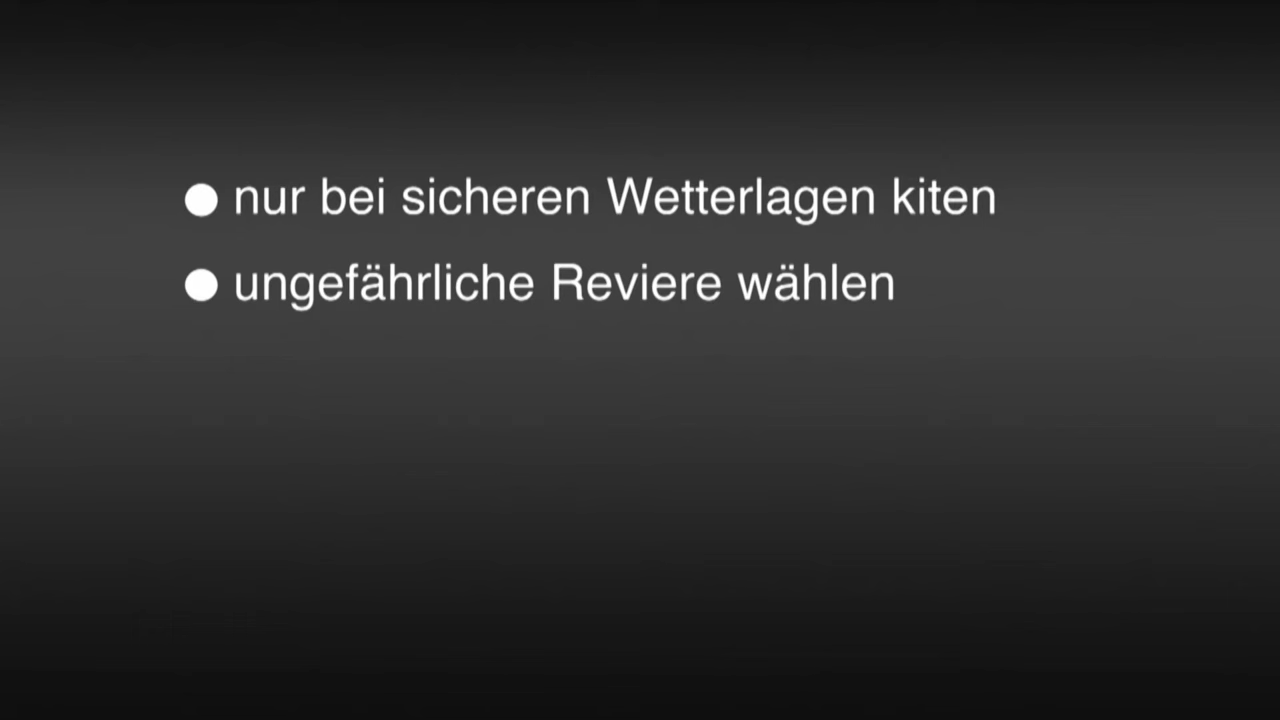 ● nur bei sicheren Wetterlagen kiten
● ungefährliche Reviere wählen